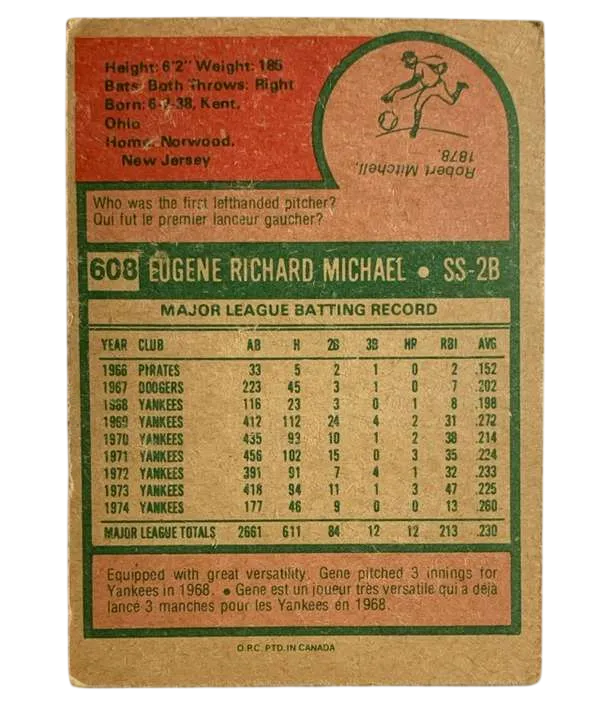 Height: 6'2" Weight: 185
Bats: Both Throws: Right
Born: 6-2-38, Kent,
Ohio
Home: Norwood,
New Jersey
Robert Mitchell,
1878.
Who was the first lefthanded pitcher?
Qui fut le premier lanceur gaucher?
608 EUGENE RICHARD MICHAEL • SS-2B
MAJOR LEAGUE BATTING RECORD
YEAR CLUB AB H 2B 3B HR RBI AVG
1966 PIRATES 33 5 2 1 0 2 .152
1967 DODGERS 223 45 3 1 0 7 .202
1968 YANKEES 116 23 3 0 1 8 .198
1969 YANKEES 412 112 24 4 2 31 .272
1970 YANKEES 435 93 10 1 2 38 .214
1971 YANKEES 456 102 15 0 3 35 .224
1972 YANKEES 391 91 7 4 1 32 .233
1973 YANKEES 418 94 11 1 3 47 .225
1974 YANKEES 177 46 9 0 0 13 .260
MAJOR LEAGUE TOTALS 2661 611 84 12 12 213 .230
Equipped with great versatility, Gene pitched 3 innings for
Yankees in 1968. • Gene est un joueur très versatile qui a déjà
lancé 3 manches pour les Yankees en 1968.
O.P.C. PTD. IN CANADA